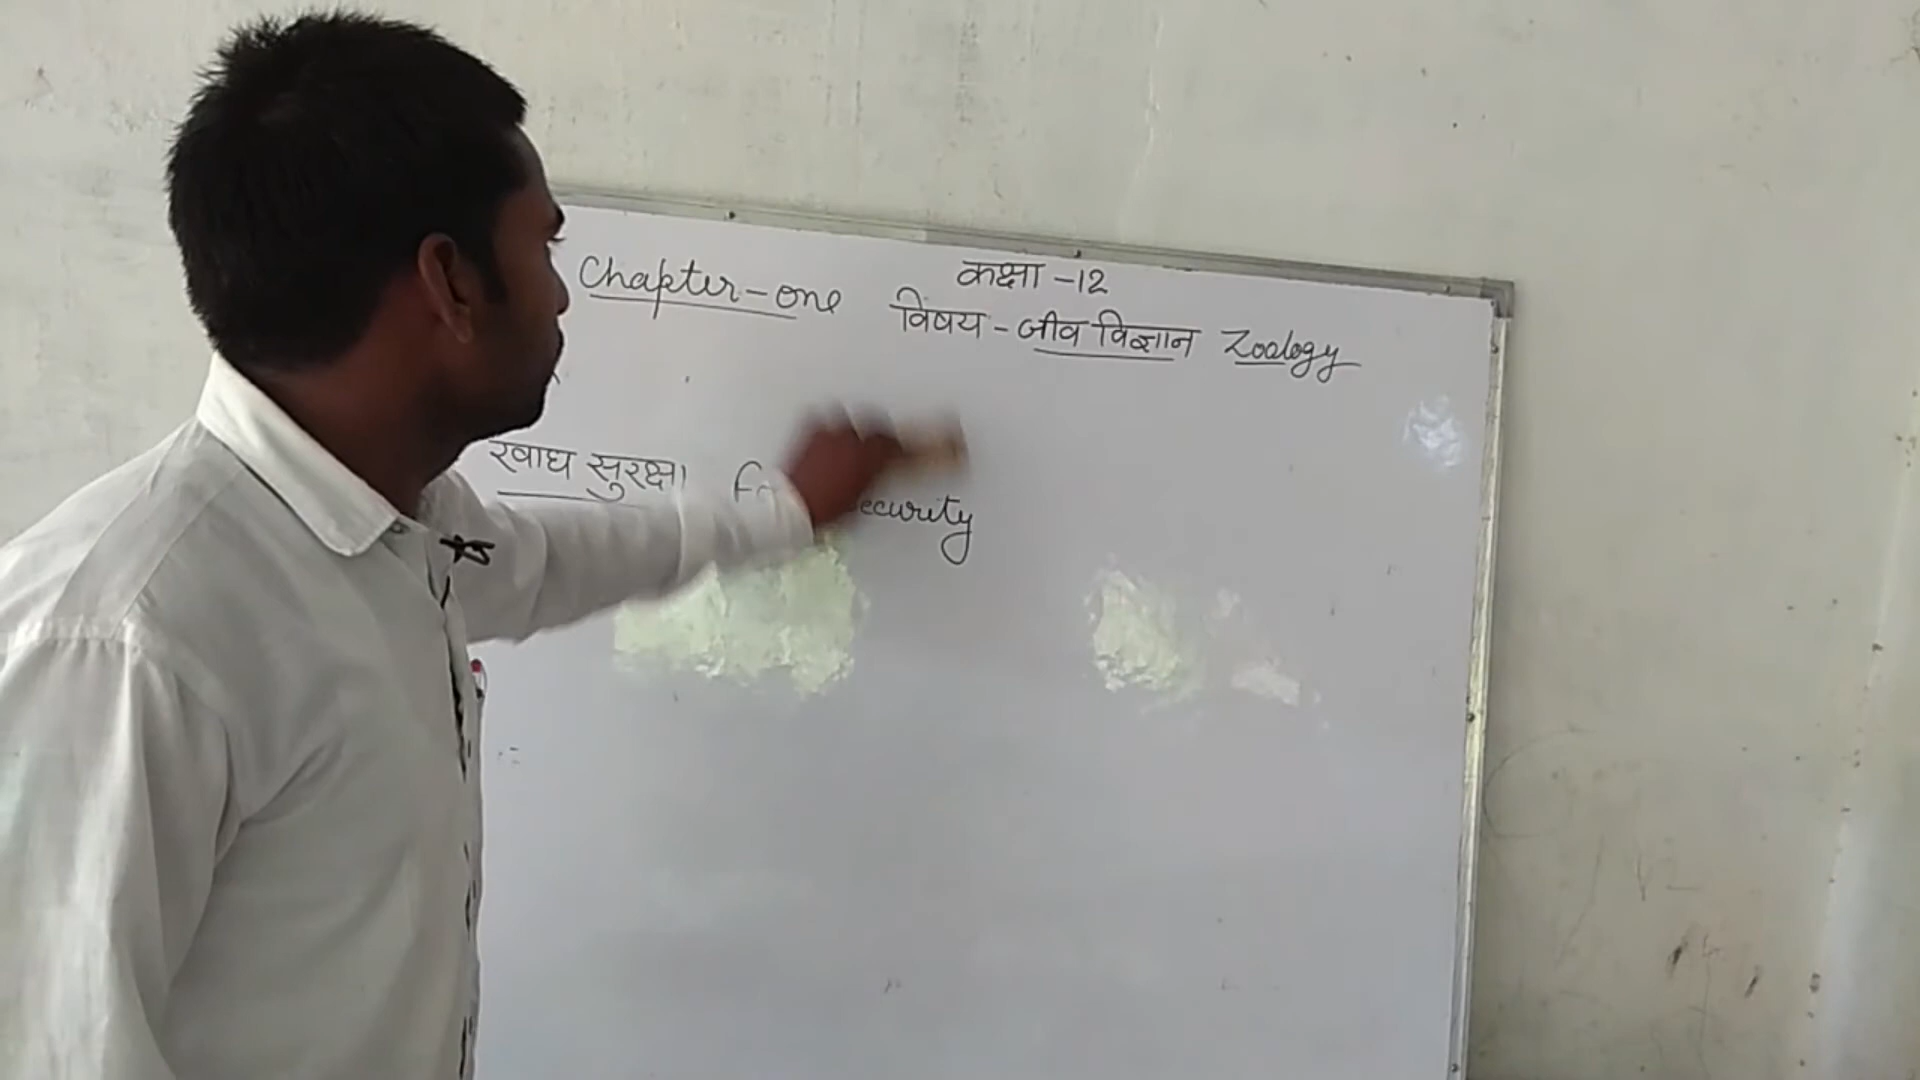 कक्षा -12
Chapter-one विषय - जीव विज्ञान Zoology
खाद्य सुरक्षा